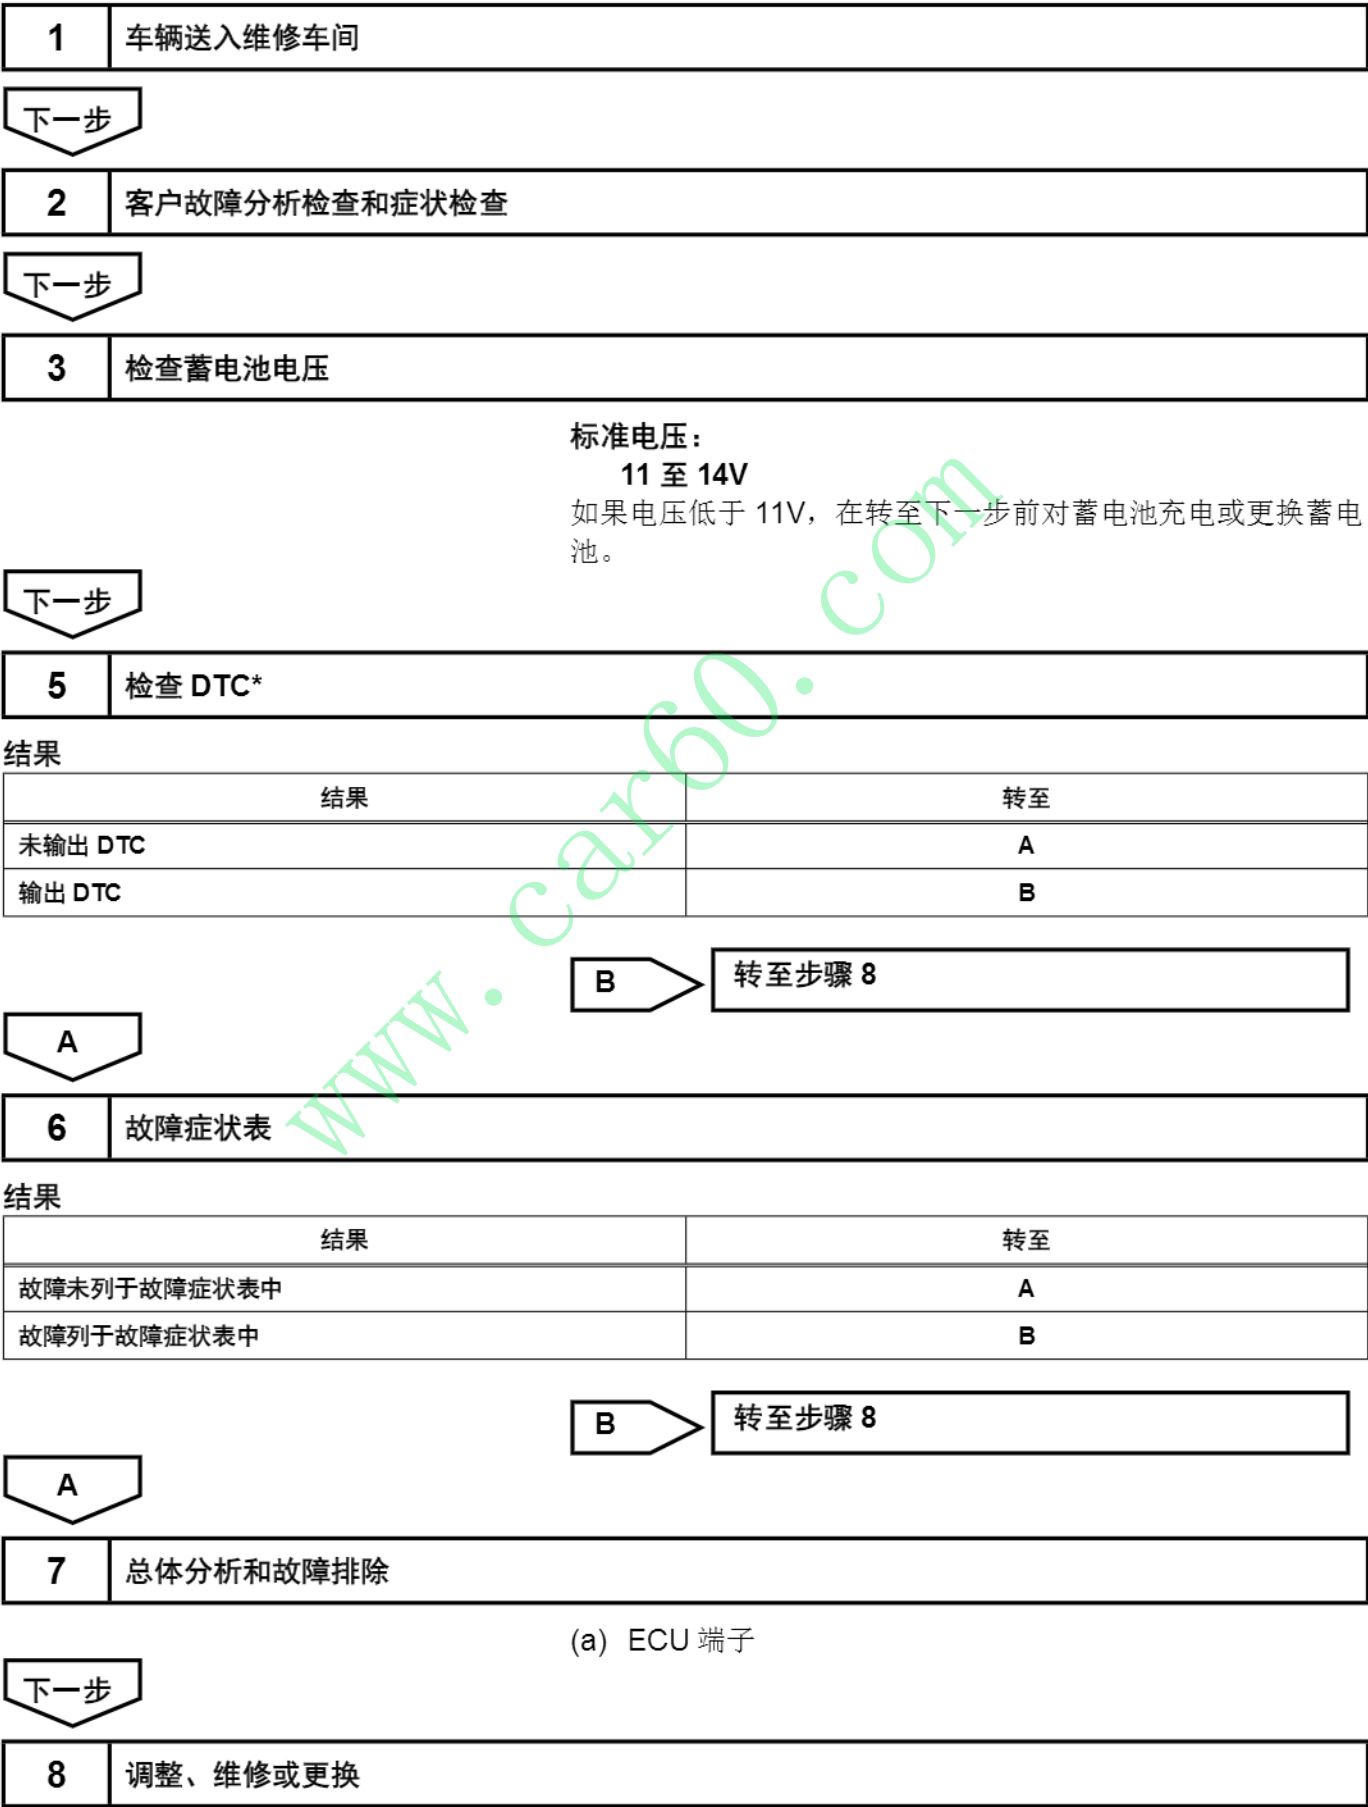 1 车辆送入维修车间
下一步
2 客户故障分析检查和症状检查
下一步
3 检查蓄电池电压
标准电压：
11 至 14V
如果电压低于 11V，在转至下一步前对蓄电池充电或更换蓄电
池。
下一步
5 检查 DTC*
结果
结果 转至
未输出 DTC A
输出 DTC B
B 转至步骤 8
A
6 故障症状表
结果
结果 转至
故障未列于故障症状表中 A
故障列于故障症状表中 B
B 转至步骤 8
A
7 总体分析和故障排除
(a) ECU 端子
下一步
8 调整、维修或更换
www.car60.com